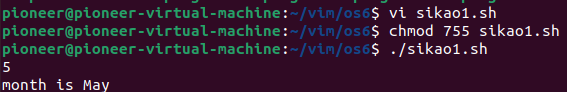 pioneer@pioneer-virtual-machine:~/vim/os6$ vi sikao1.sh
pioneer@pioneer-virtual-machine:~/vim/os6$ chmod 755 sikao1.sh
pioneer@pioneer-virtual-machine:~/vim/os6$ ./sikao1.sh
5
month is May